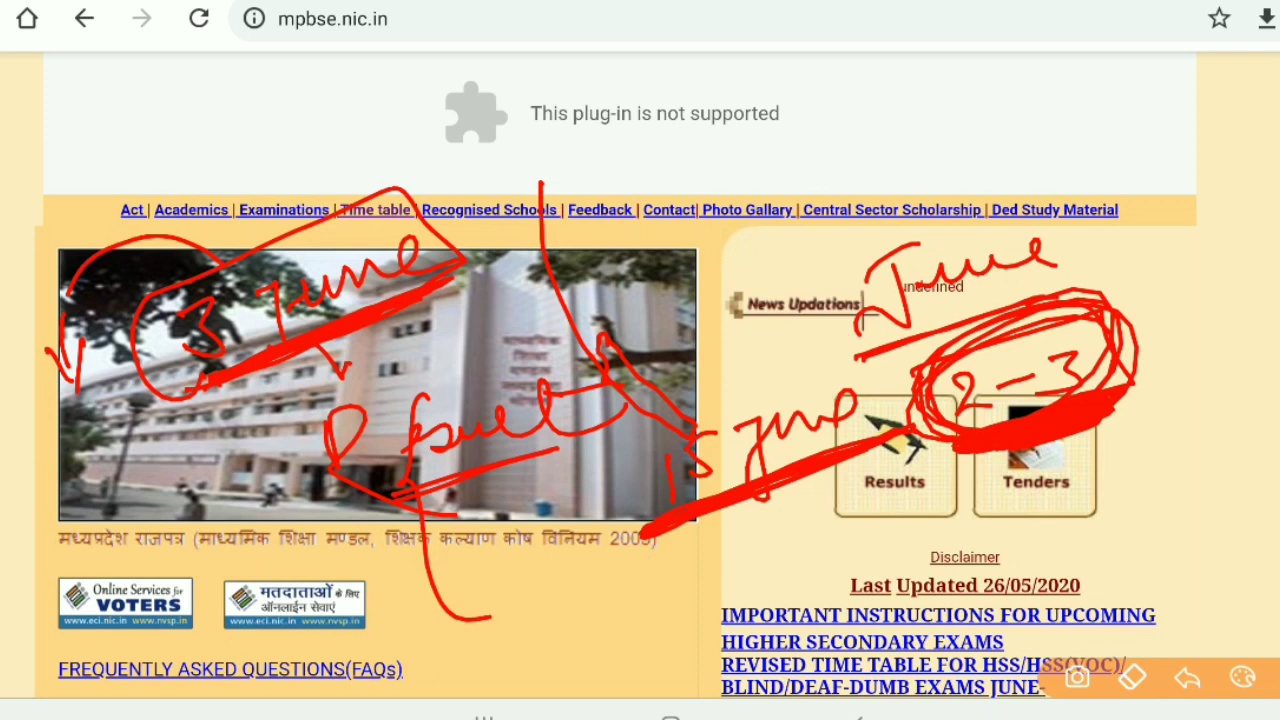 mpbse.nic.in
This plug-in is not supported
Act | Academics | Examinations | Time table | Recognised Schools | Feedback | Contact| Photo Gallary | Central Sector Scholarship | Ded Study Material
3 June
Result
June
undefined
News Updations
2-3
15 June
माध्यमिक
शिक्षा
Results
Tenders
मध्यप्रदेश राजपत्र (माध्यमिक शिक्षा मण्डल, शिक्षक कल्याण कोष विनियम 2005)
Disclaimer
Last Updated 26/05/2020
Online Services for
VOTERS
www.eci.nic.in www.nvsp.in
मतदाताओं के लिए
ऑनलाईन सेवाएं
www.eci.nic.in www.nvsp.in
IMPORTANT INSTRUCTIONS FOR UPCOMING
HIGHER SECONDARY EXAMS
FREQUENTLY ASKED QUESTIONS(FAQs)
REVISED TIME TABLE FOR HSS/HSS(VOC)/
BLIND/DEAF-DUMB EXAMS JUNE-